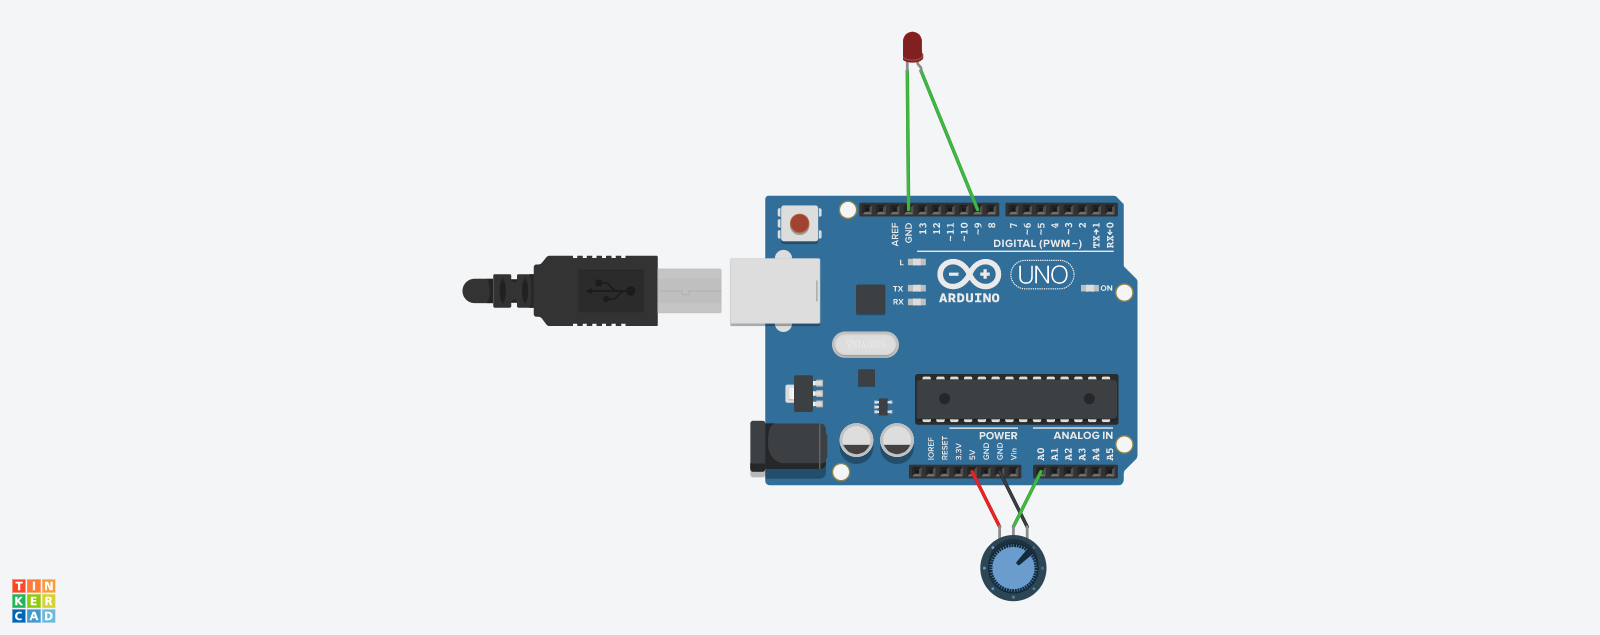 AREF
GND
13
12
~11
~10
~9
8
7
~6
~5
4
~3
2
TX→1
RX←0
DIGITAL (PWM~)
L
TX
RX
UNO
ARDUINO
ON
POWER
ANALOG IN
IOREF
RESET
3.3V
5V
GND
GND
Vin
A0
A1
A2
A3
A4
A5
TIN
KER
CAD